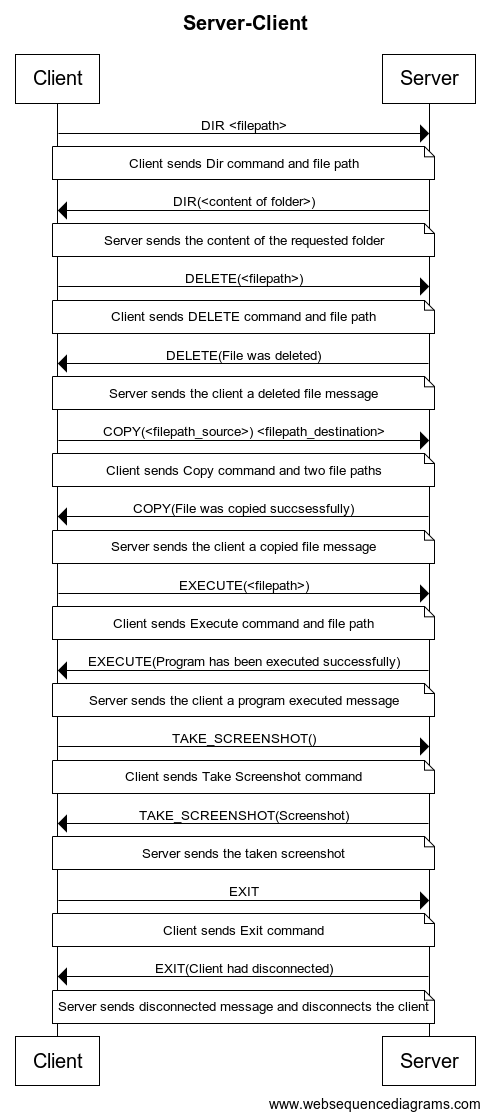 Server-Client
Client Server
DIR <filepath>
Client sends Dir command and file path
DIR(<content of folder>)
Server sends the content of the requested folder
DELETE(<filepath>)
Client sends DELETE command and file path
DELETE(File was deleted)
Server sends the client a deleted file message
COPY(<filepath_source>) <filepath_destination>
Client sends Copy command and two file paths
COPY(File was copied succsessfully)
Server sends the client a copied file message
EXECUTE(<filepath>)
Client sends Execute command and file path
EXECUTE(Program has been executed successfully)
Server sends the client a program executed message
TAKE_SCREENSHOT()
Client sends Take Screenshot command
TAKE_SCREENSHOT(Screenshot)
Server sends the taken screenshot
EXIT
Client sends Exit command
EXIT(Client had disconnected)
Server sends disconnected message and disconnects the client
Client Server
www.websequencediagrams.com